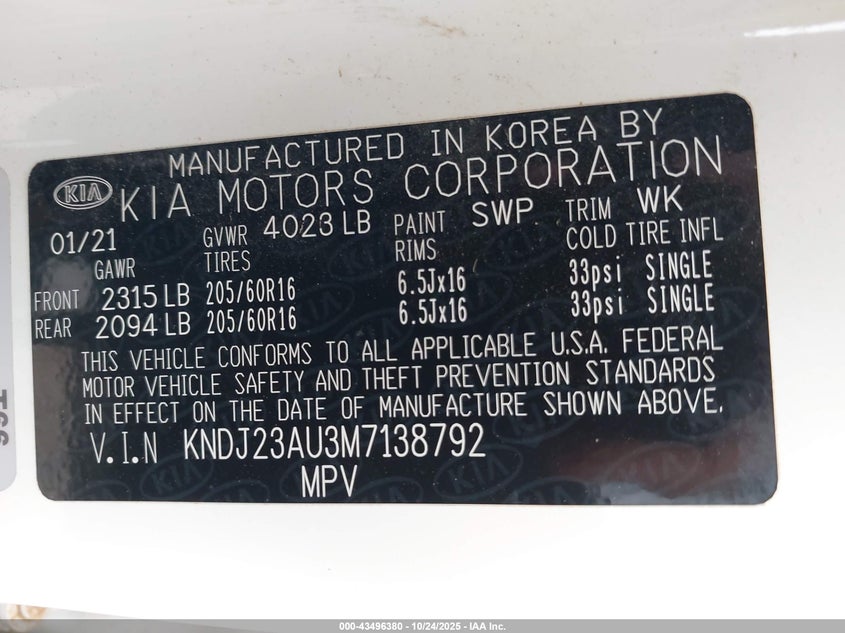 MANUFACTURED IN KOREA BY
KIA KIA MOTORS CORPORATION
01/21 GVWR 4023 LB PAINT SWP TRIM WK
GAWR TIRES RIMS COLD TIRE INFL
FRONT 2315 LB 205/60R16 6.5Jx16 33psi SINGLE
REAR 2094 LB 205/60R16 6.5Jx16 33psi SINGLE
THIS VEHICLE CONFORMS TO ALL APPLICABLE U.S.A. FEDERAL
MOTOR VEHICLE SAFETY AND THEFT PREVENTION STANDARDS
IN EFFECT ON THE DATE OF MANUFACTURE SHOWN ABOVE.
V.I.N KNDJ23AU3M7138792
MPV
000-43496380 - 10/24/2025 - IAA Inc.